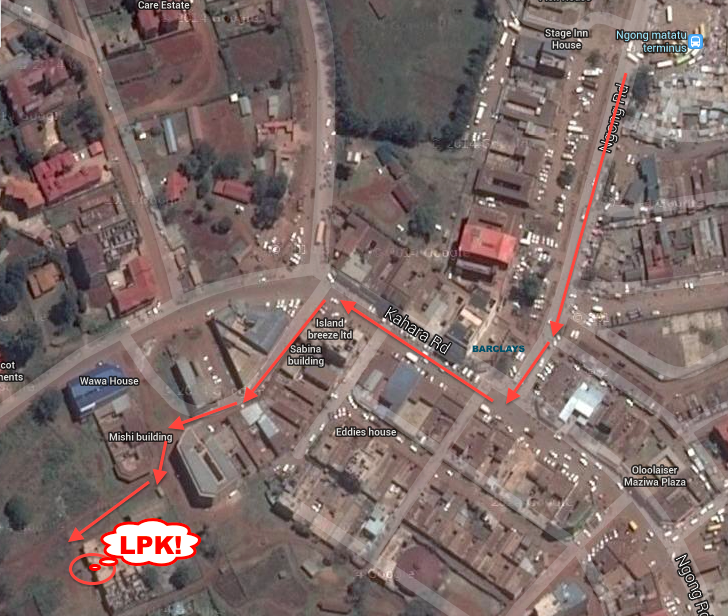 Care Estate
Stage Inn
House
Ngong matatu
terminus
Ngong Rd
Kahara Rd
Island
breeze ltd
Sabina
building
BARCLAYS
Wawa House
Mishi building
Eddies house
Oloolaiser
Maziwa Plaza
LPK!
Ngong R